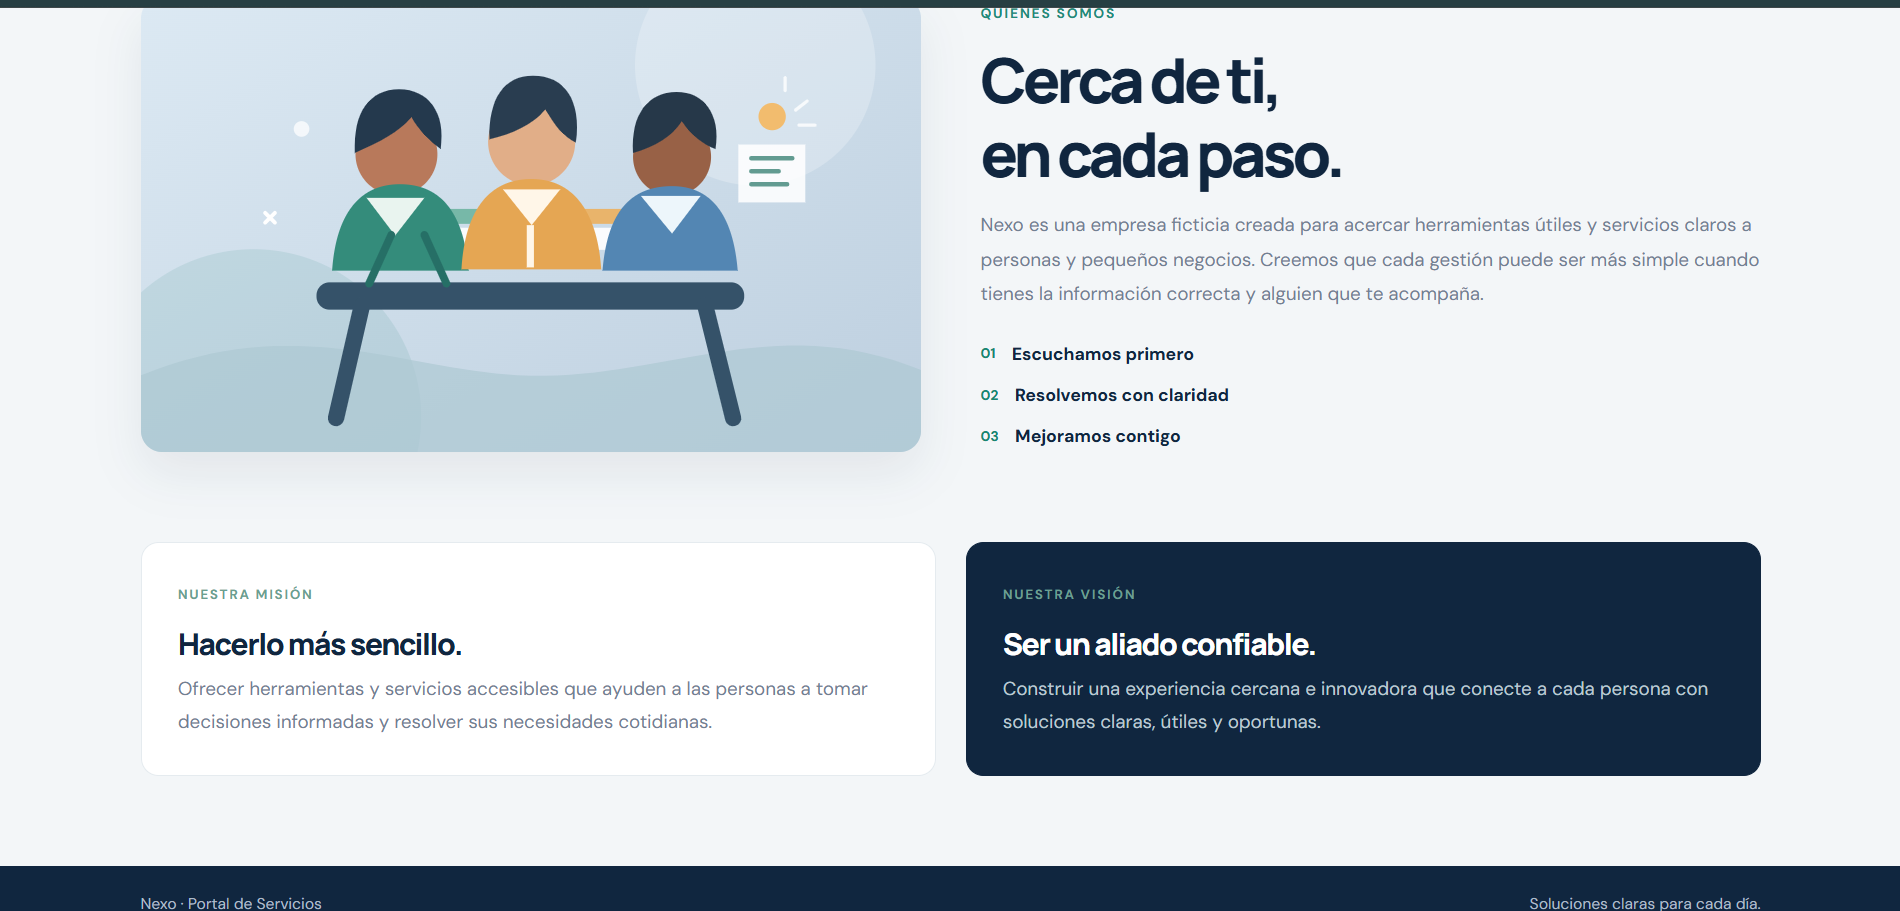 QUIENES SOMOS
Cerca de ti,
en cada paso.
Nexo es una empresa ficticia creada para acercar herramientas útiles y servicios claros a
personas y pequeños negocios. Creemos que cada gestión puede ser más simple cuando
tienes la información correcta y alguien que te acompaña.
01 Escuchamos primero
02 Resolvemos con claridad
03 Mejoramos contigo
NUESTRA MISIÓN
Hacerlo más sencillo.
Ofrecer herramientas y servicios accesibles que ayuden a las personas a tomar
decisiones informadas y resolver sus necesidades cotidianas.
NUESTRA VISIÓN
Ser un aliado confiable.
Construir una experiencia cercana e innovadora que conecte a cada persona con
soluciones claras, útiles y oportunas.
Nexo · Portal de Servicios
Soluciones claras para cada día.